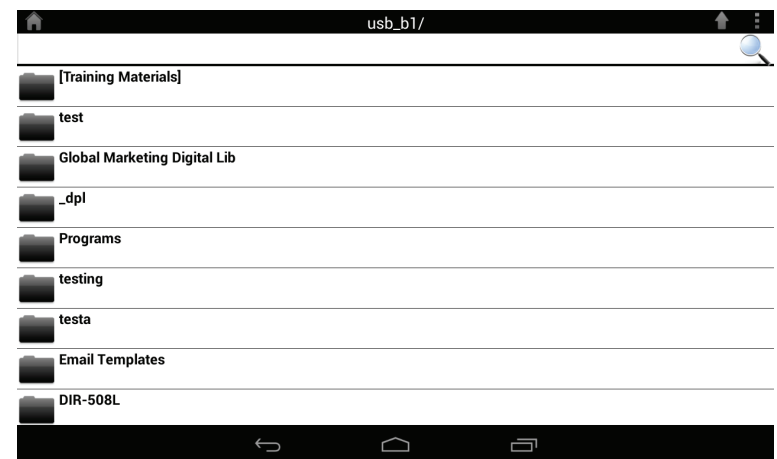 usb_b1/
[Training Materials]
test
Global Marketing Digital Lib
_dpl
Programs
testing
testa
Email Templates
DIR-508L